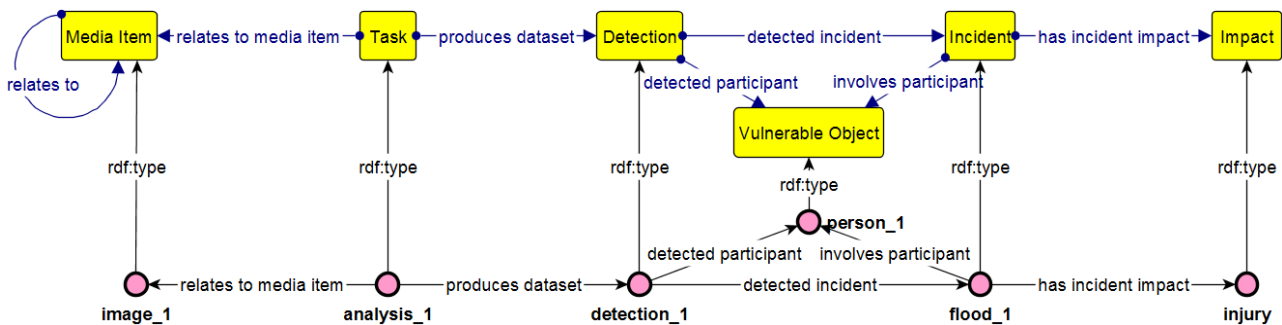 Media Item relates to media item Task produces dataset Detection detected incident Incident has incident impact Impact
relates to
detected participant involves participant
Vulnerable Object
rdf:type rdf:type rdf:type rdf:type rdf:type
rdf:type
person_1
detected participant involves participant
relates to media item produces dataset detected incident has incident impact
image_1 analysis_1 detection_1 flood_1 injury